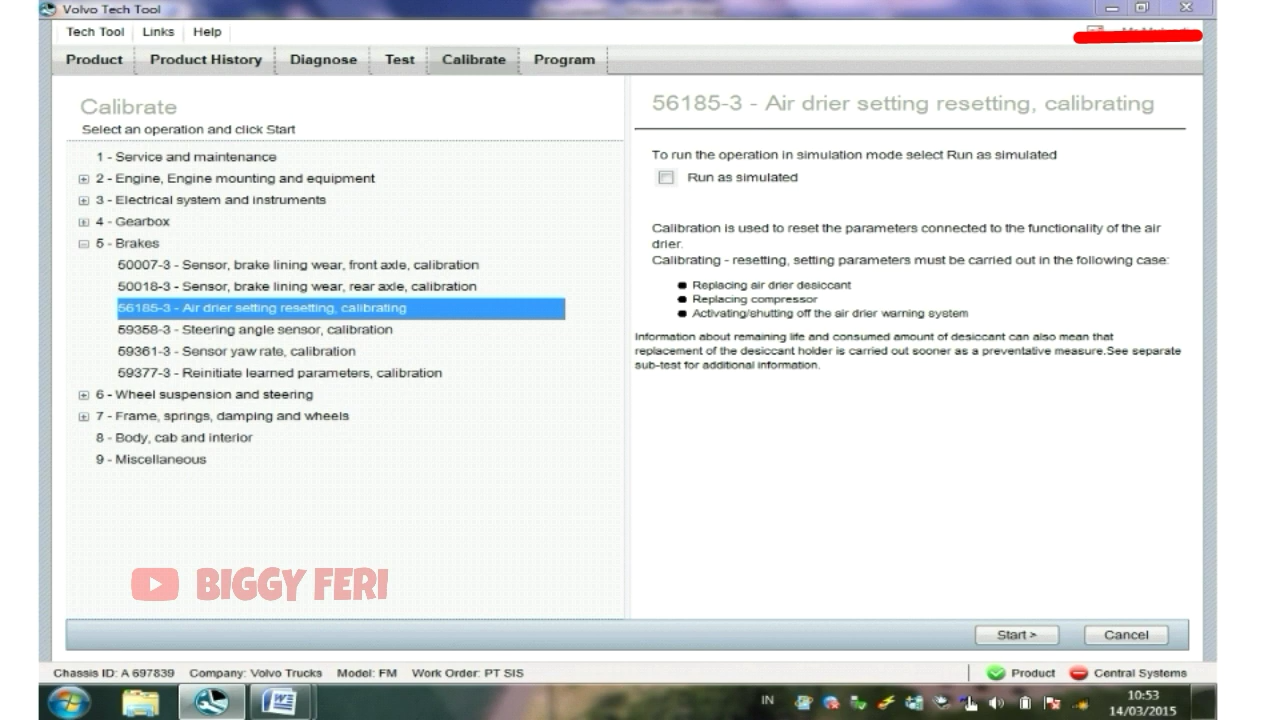 Volvo Tech Tool
Tech Tool Links Help
Product Product History Diagnose Test Calibrate Program
Calibrate
Select an operation and click Start
1 - Service and maintenance
2 - Engine, Engine mounting and equipment
3 - Electrical system and instruments
4 - Gearbox
5 - Brakes
50007-3 - Sensor, brake lining wear, front axle, calibration
50018-3 - Sensor, brake lining wear, rear axle, calibration
56185-3 - Air drier setting resetting, calibrating
59358-3 - Steering angle sensor, calibration
59361-3 - Sensor yaw rate, calibration
59377-3 - Reinitiate learned parameters, calibration
6 - Wheel suspension and steering
7 - Frame, springs, damping and wheels
8 - Body, cab and interior
9 - Miscellaneous
BIGGY FERI
56185-3 - Air drier setting resetting, calibrating
To run the operation in simulation mode select Run as simulated
Run as simulated
Calibration is used to reset the parameters connected to the functionality of the air
drier.
Calibrating - resetting, setting parameters must be carried out in the following case:
Replacing air drier desiccant
Replacing compressor
Activating/shutting off the air drier warning system
Information about remaining life and consumed amount of desiccant can also mean that
replacement of the desiccant holder is carried out sooner as a preventative measure.See separate
sub-test for additional information.
Start > Cancel
Chassis ID: A 697839 Company: Volvo Trucks Model: FM Work Order: PT SIS Product Central Systems
IN
10:53
14/03/2015